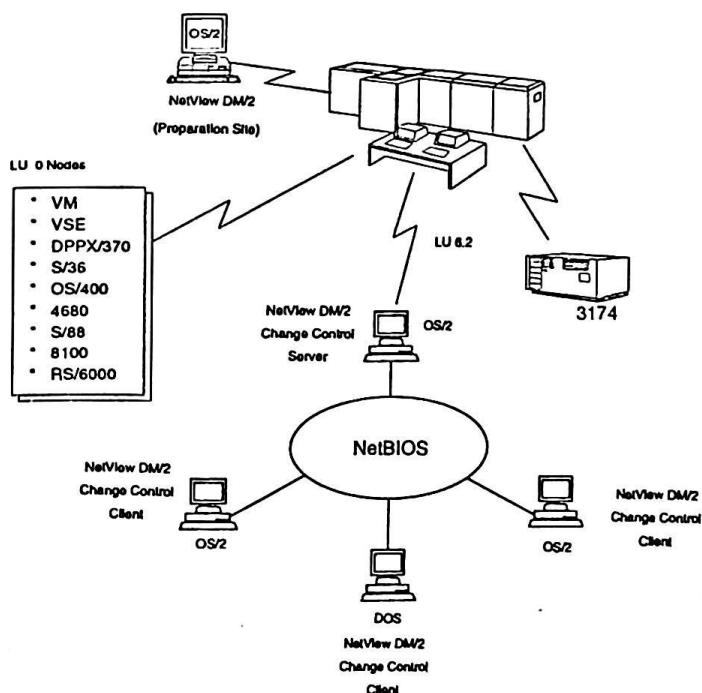 OS/2
NetView DM/2
(Preparation Site)
LU 0 Nodes
* VM
* VSE
* DPPX/370
* S/36
* OS/400
* 4680
* S/88
* 8100
* RS/6000
LU 6.2
3174
NetView DM/2
Change Control
Server
OS/2
NetBIOS
NetView DM/2
Change Control
Client
OS/2
NetView DM/2
Change Control
Client
OS/2
DOS
NetView DM/2
Change Control
Client